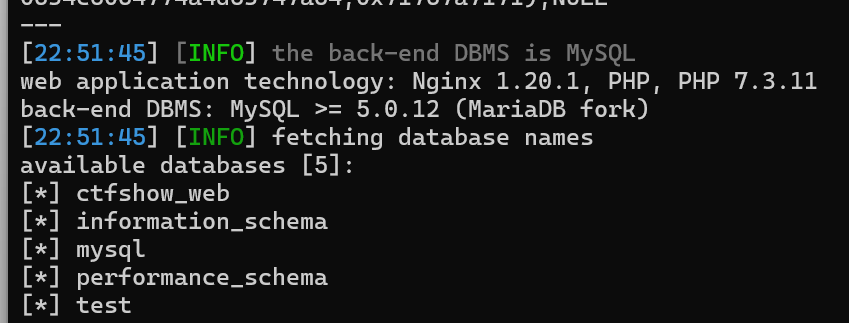 ---
[22:51:45] [INFO] the back-end DBMS is MySQL
web application technology: Nginx 1.20.1, PHP, PHP 7.3.11
back-end DBMS: MySQL >= 5.0.12 (MariaDB fork)
[22:51:45] [INFO] fetching database names
available databases [5]:
[*] ctfshow_web
[*] information_schema
[*] mysql
[*] performance_schema
[*] test